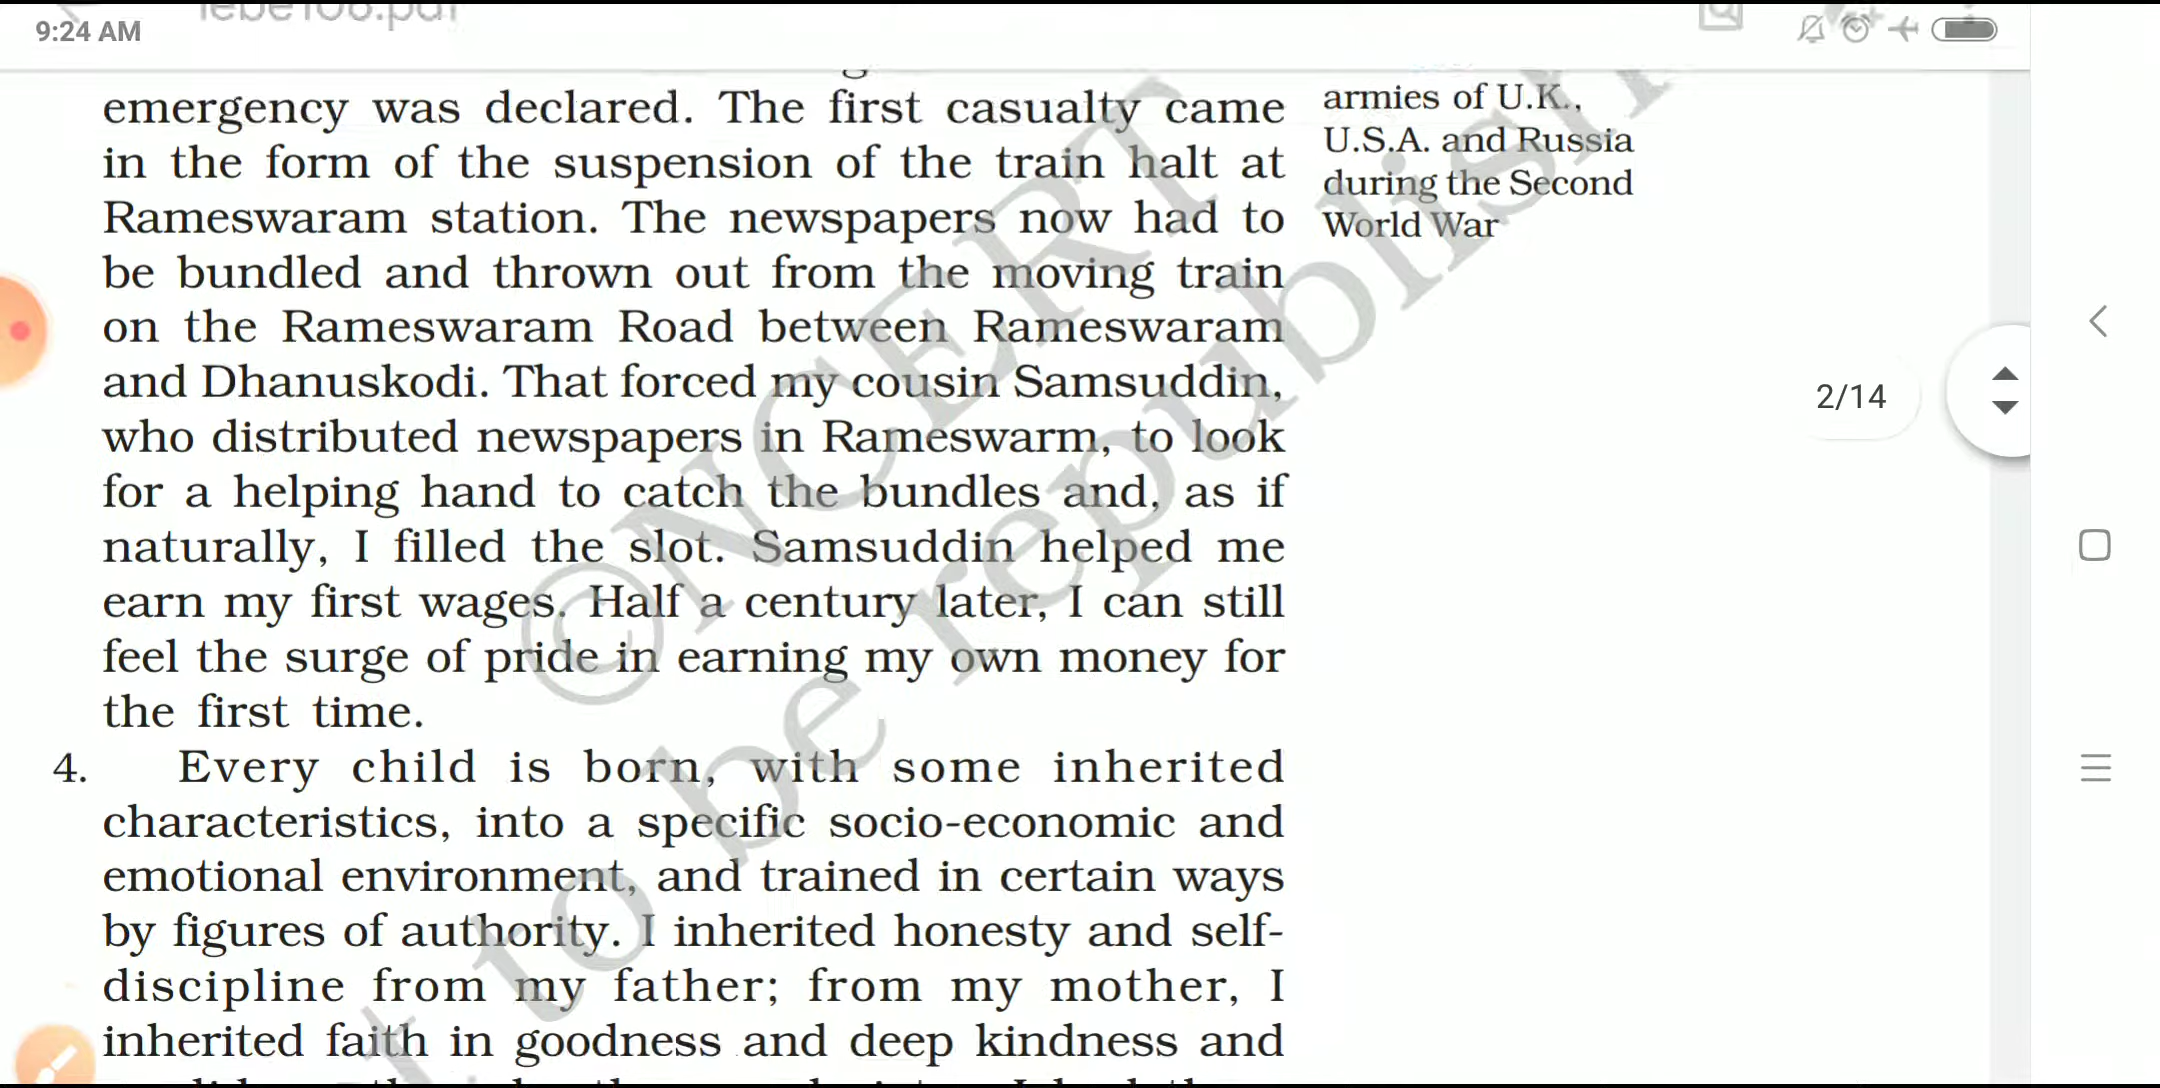 9:24 AM
emergency was declared. The first casualty came
in the form of the suspension of the train halt at
Rameswaram station. The newspapers now had to
be bundled and thrown out from the moving train
on the Rameswaram Road between Rameswaram
and Dhanuskodi. That forced my cousin Samsuddin,
who distributed newspapers in Rameswarm, to look
for a helping hand to catch the bundles and, as if
naturally, I filled the slot. Samsuddin helped me
earn my first wages. Half a century later, I can still
feel the surge of pride in earning my own money for
the first time.
4. Every child is born, with some inherited
characteristics, into a specific socio-economic and
emotional environment, and trained in certain ways
by figures of authority. I inherited honesty and self-
discipline from my father; from my mother, I
inherited faith in goodness and deep kindness and
armies of U.K.,
U.S.A. and Russia
during the Second
World War
2/14
©NCERT
to be republish